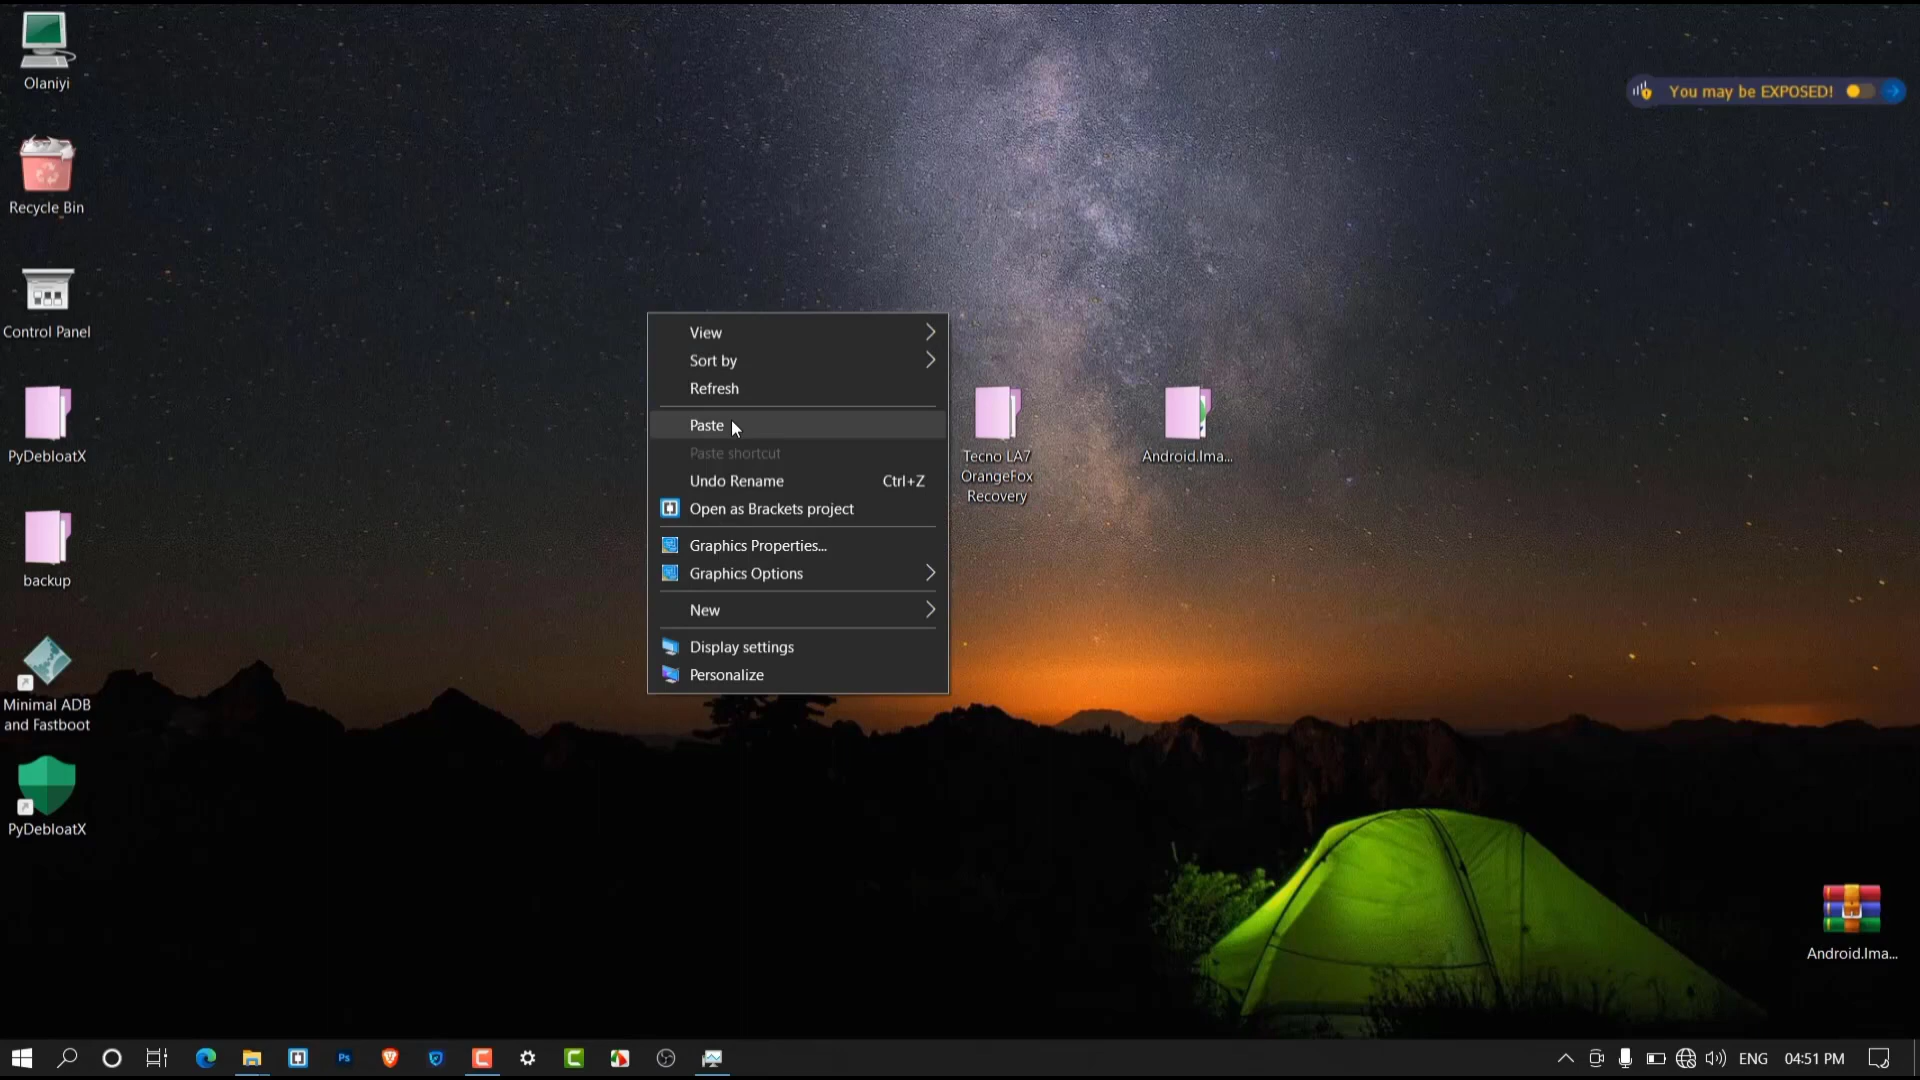 Olaniyi
Recycle Bin
Control Panel
PyDebloatX
backup
Minimal ADB
and Fastboot
PyDebloatX
View
Sort by
Refresh
Paste
Paste shortcut
Undo Rename Ctrl+Z
Open as Brackets project
Graphics Properties...
Graphics Options
New
Display settings
Personalize
Tecno LA7
OrangeFox
Recovery
Android.Ima...
You may be EXPOSED!
Android.Ima...
Ps
ENG 04:51 PM